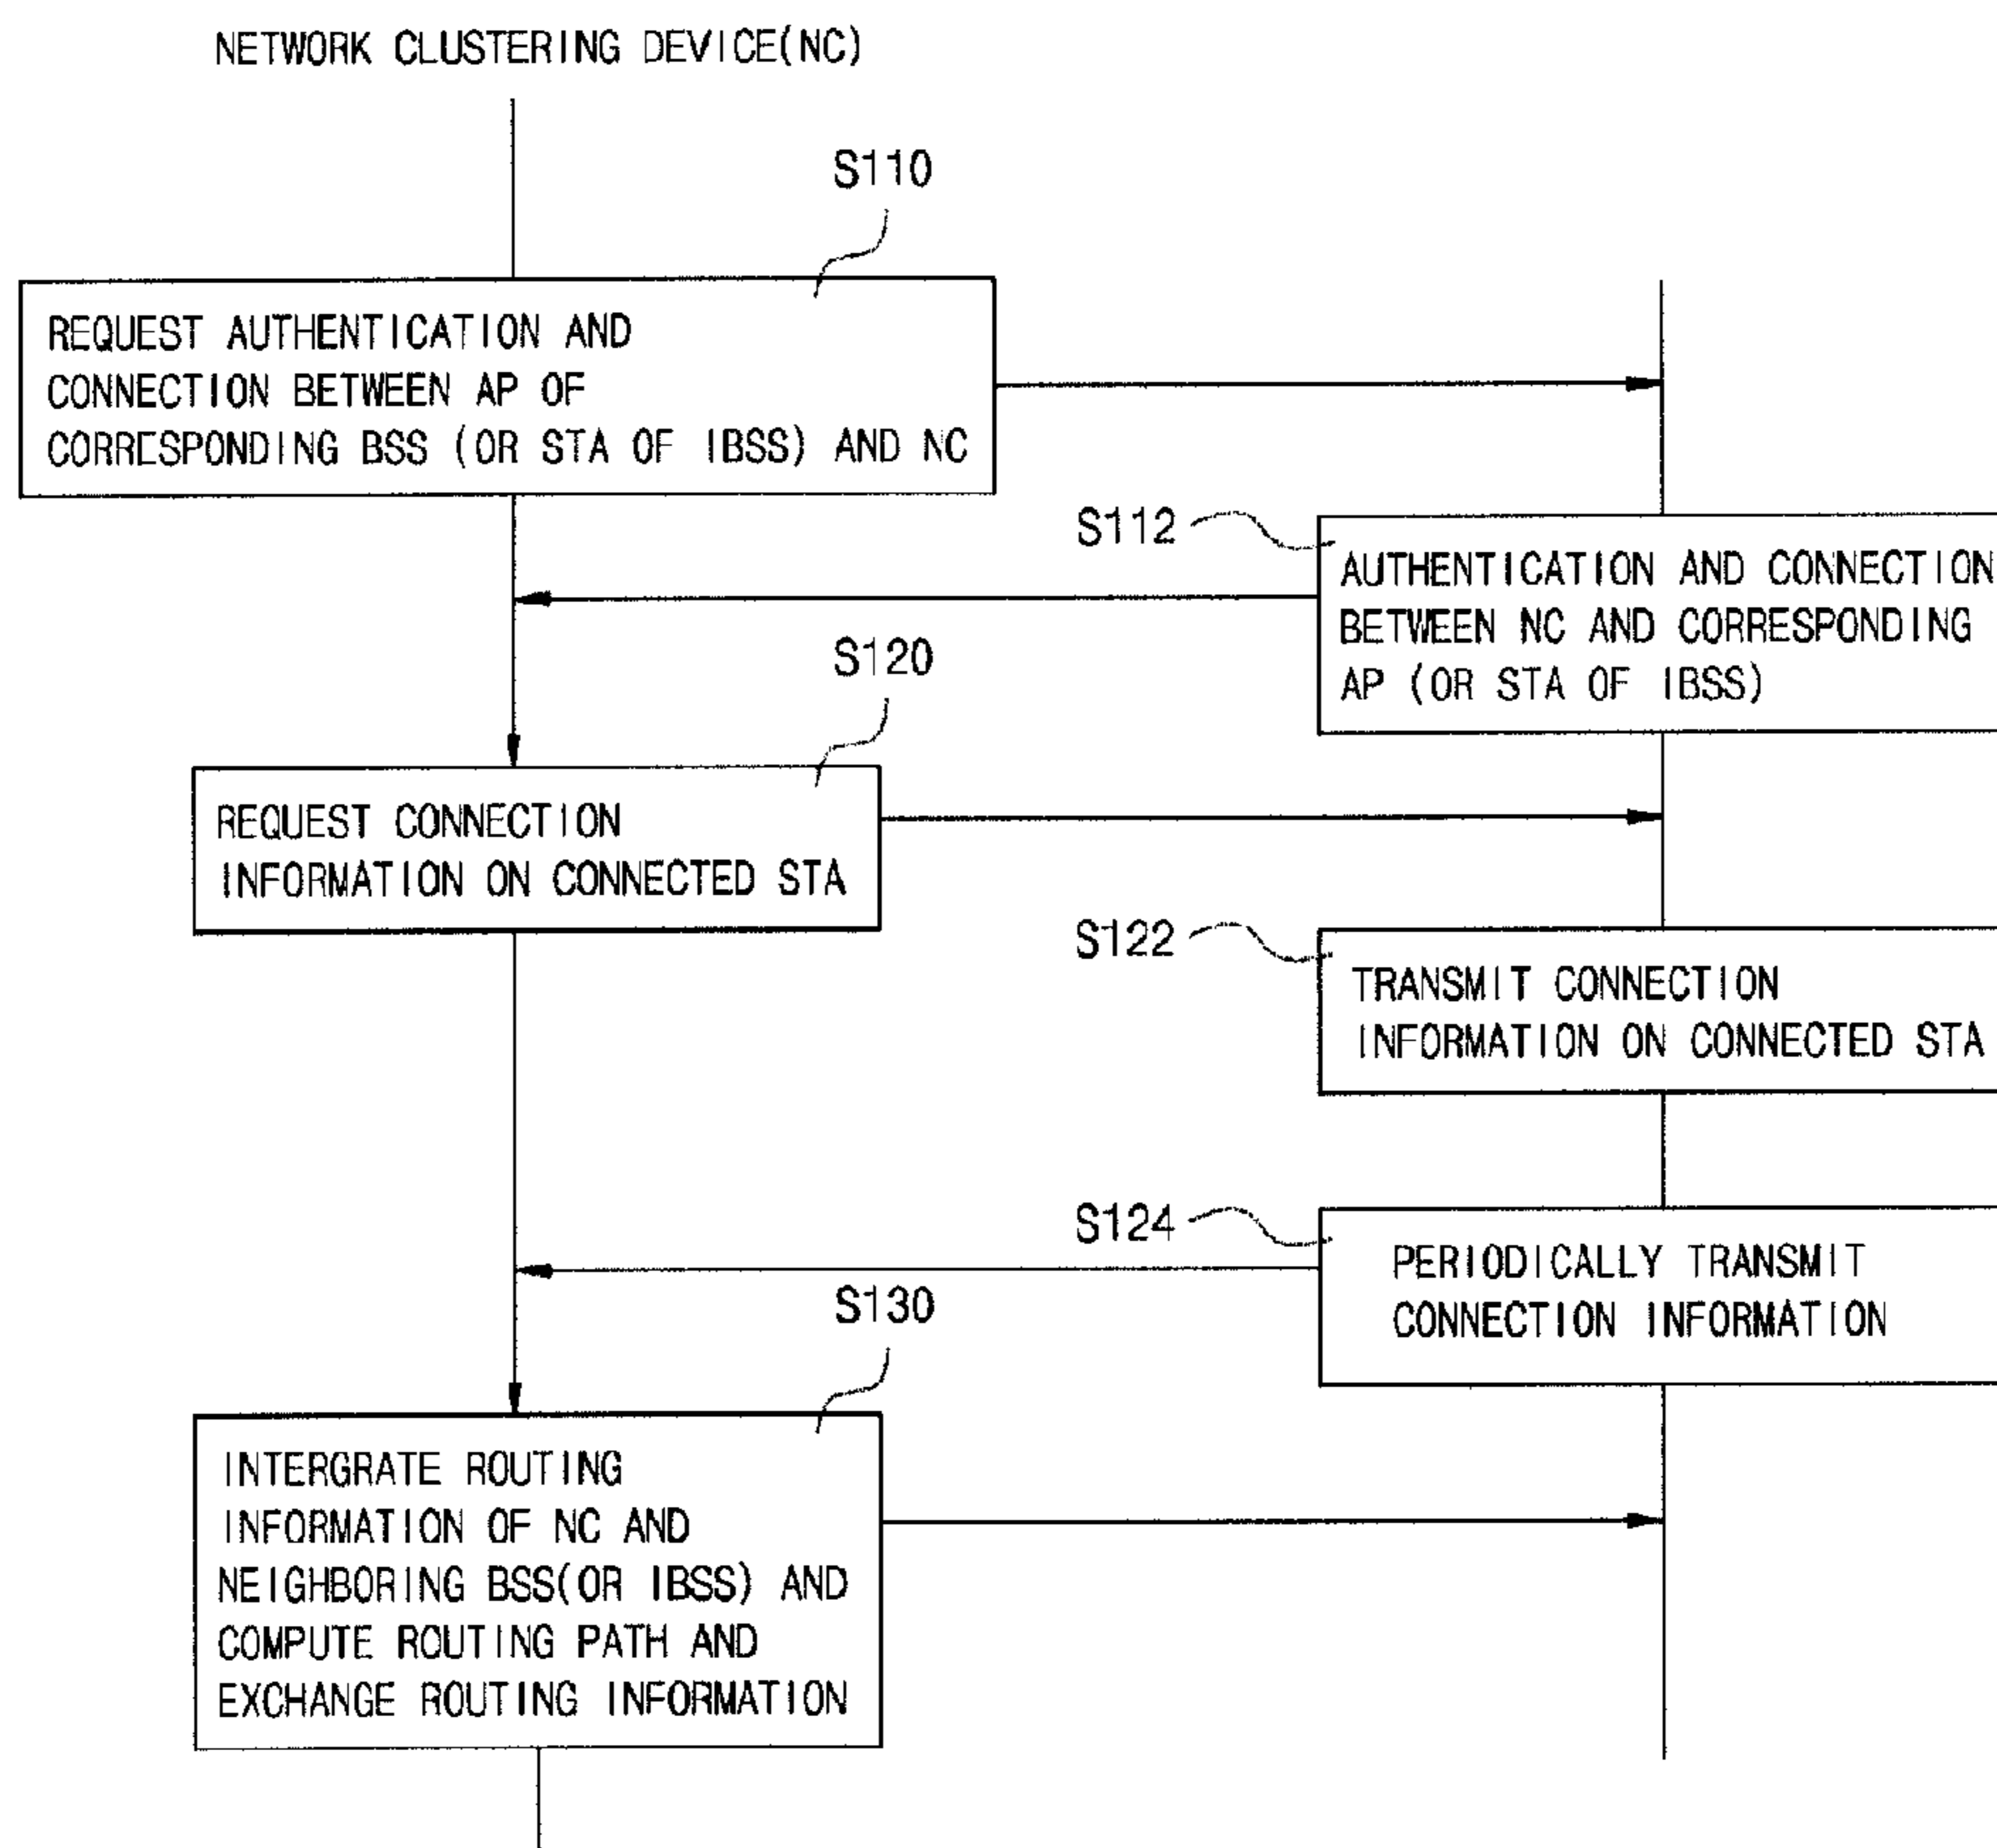 NETWORK CLUSTERING DEVICE(NC)
S110
REQUEST AUTHENTICATION AND
CONNECTION BETWEEN AP OF
CORRESPONDING BSS (OR STA OF IBSS) AND NC
S112
AUTHENTICATION AND CONNECTION
BETWEEN NC AND CORRESPONDING
AP (OR STA OF IBSS)
S120
REQUEST CONNECTION
INFORMATION ON CONNECTED STA
S122
TRANSMIT CONNECTION
INFORMATION ON CONNECTED STA
S124
PERIODICALLY TRANSMIT
CONNECTION INFORMATION
S130
INTERGRATE ROUTING
INFORMATION OF NC AND
NEIGHBORING BSS(OR IBSS) AND
COMPUTE ROUTING PATH AND
EXCHANGE ROUTING INFORMATION